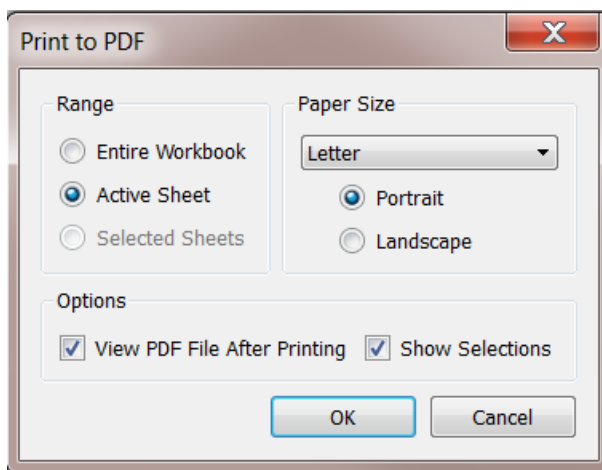 Print to PDF
Range
Entire Workbook
Active Sheet
Selected Sheets
Paper Size
Letter
Portrait
Landscape
Options
View PDF File After Printing
Show Selections
OK
Cancel